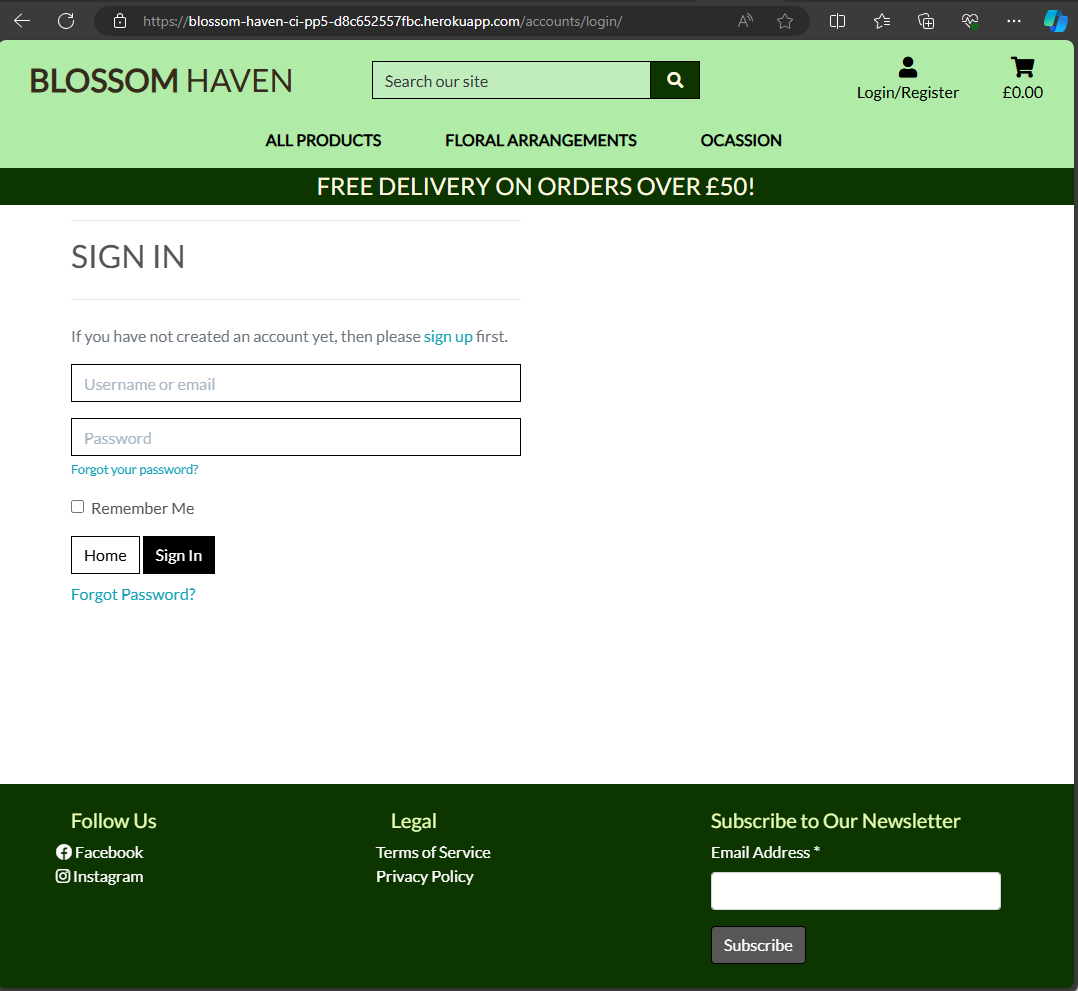 https://blossom-haven-ci-pp5-d8c652557fbc.herokuapp.com/accounts/login/
BLOSSOM HAVEN
Search our site
Login/Register
£0.00
ALL PRODUCTS
FLORAL ARRANGEMENTS
OCASSION
FREE DELIVERY ON ORDERS OVER £50!
SIGN IN
If you have not created an account yet, then please sign up first.
Username or email
Password
Forgot your password?
Remember Me
Home
Sign In
Forgot Password?
Follow Us
Facebook
Instagram
Legal
Terms of Service
Privacy Policy
Subscribe to Our Newsletter
Email Address *
Subscribe